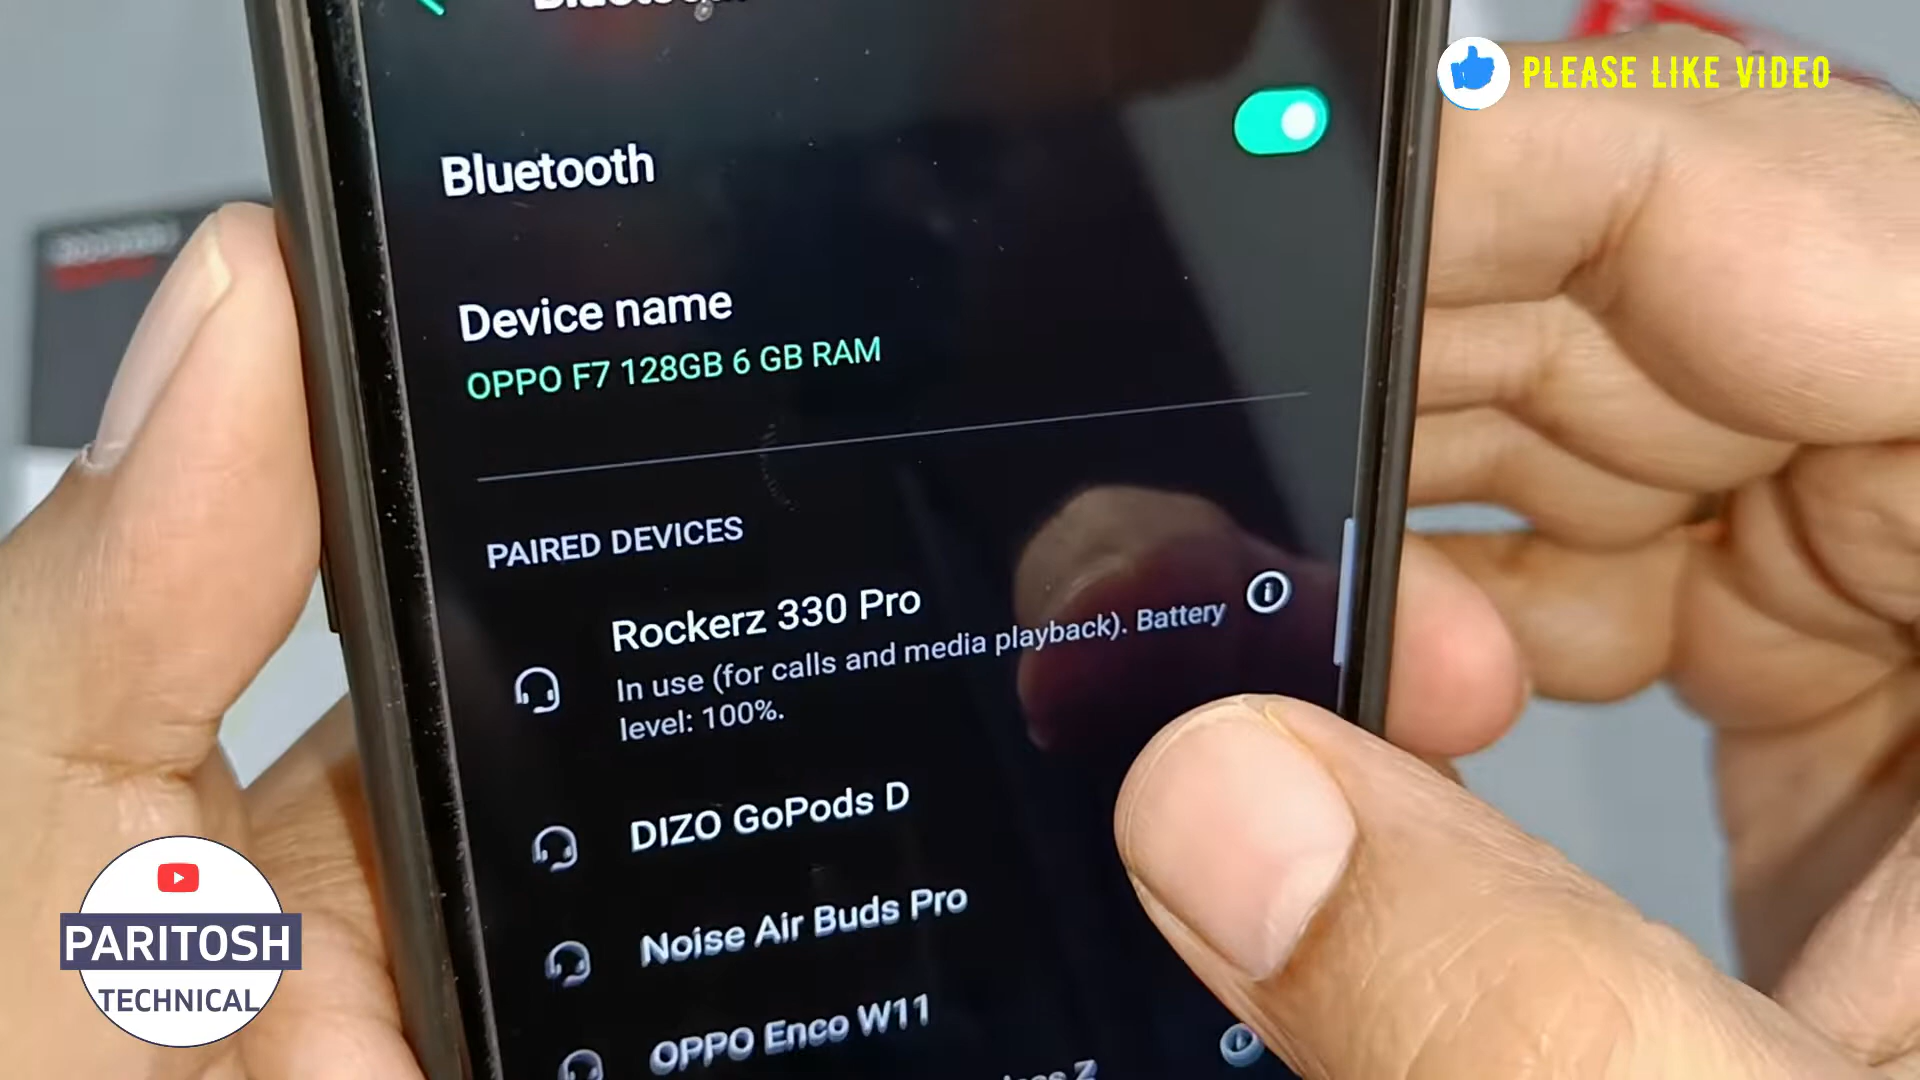 Bluetooth
PLEASE LIKE VIDEO
Bluetooth
Device name
OPPO F7 128GB 6 GB RAM
PAIRED DEVICES
Rockerz 330 Pro
In use (for calls and media playback). Battery
level: 100%.
DIZO GoPods D
Noise Air Buds Pro
OPPO Enco W11
PARITOSH
TECHNICAL